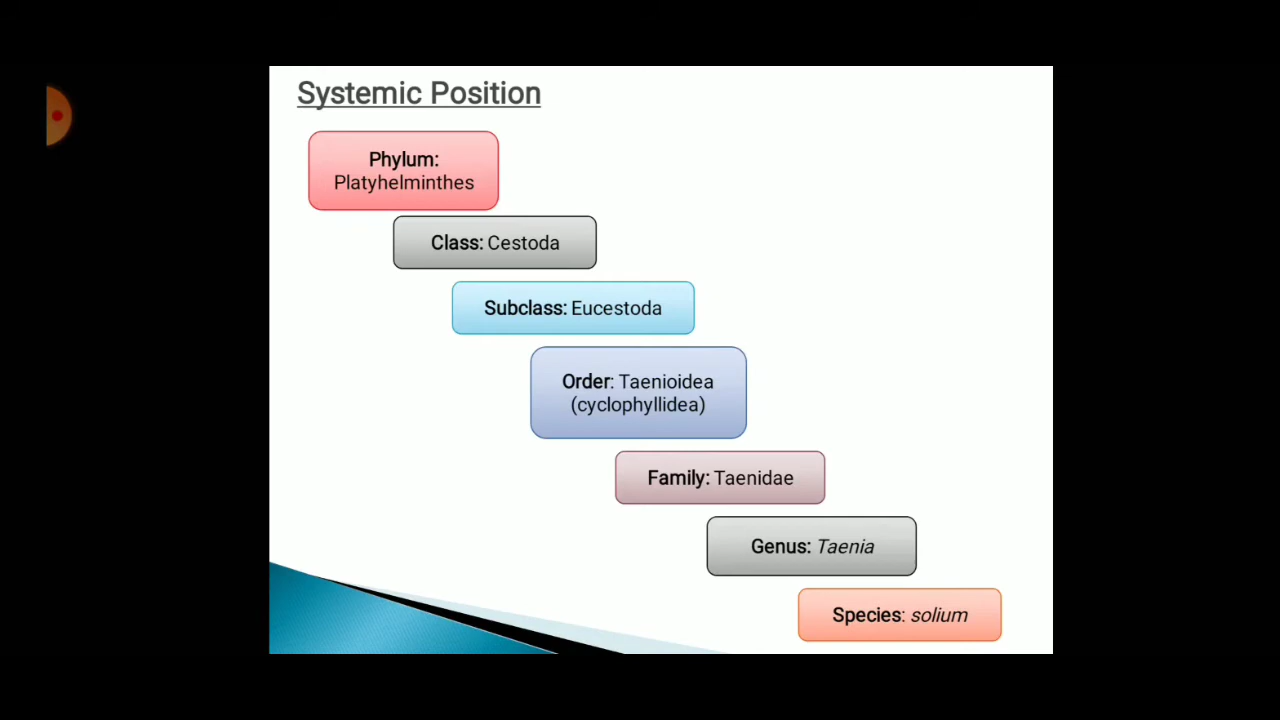 Systemic Position
Phylum:
Platyhelminthes
Class: Cestoda
Subclass: Eucestoda
Order: Taenioidea
(cyclophyllidea)
Family: Taenidae
Genus: Taenia
Species: solium